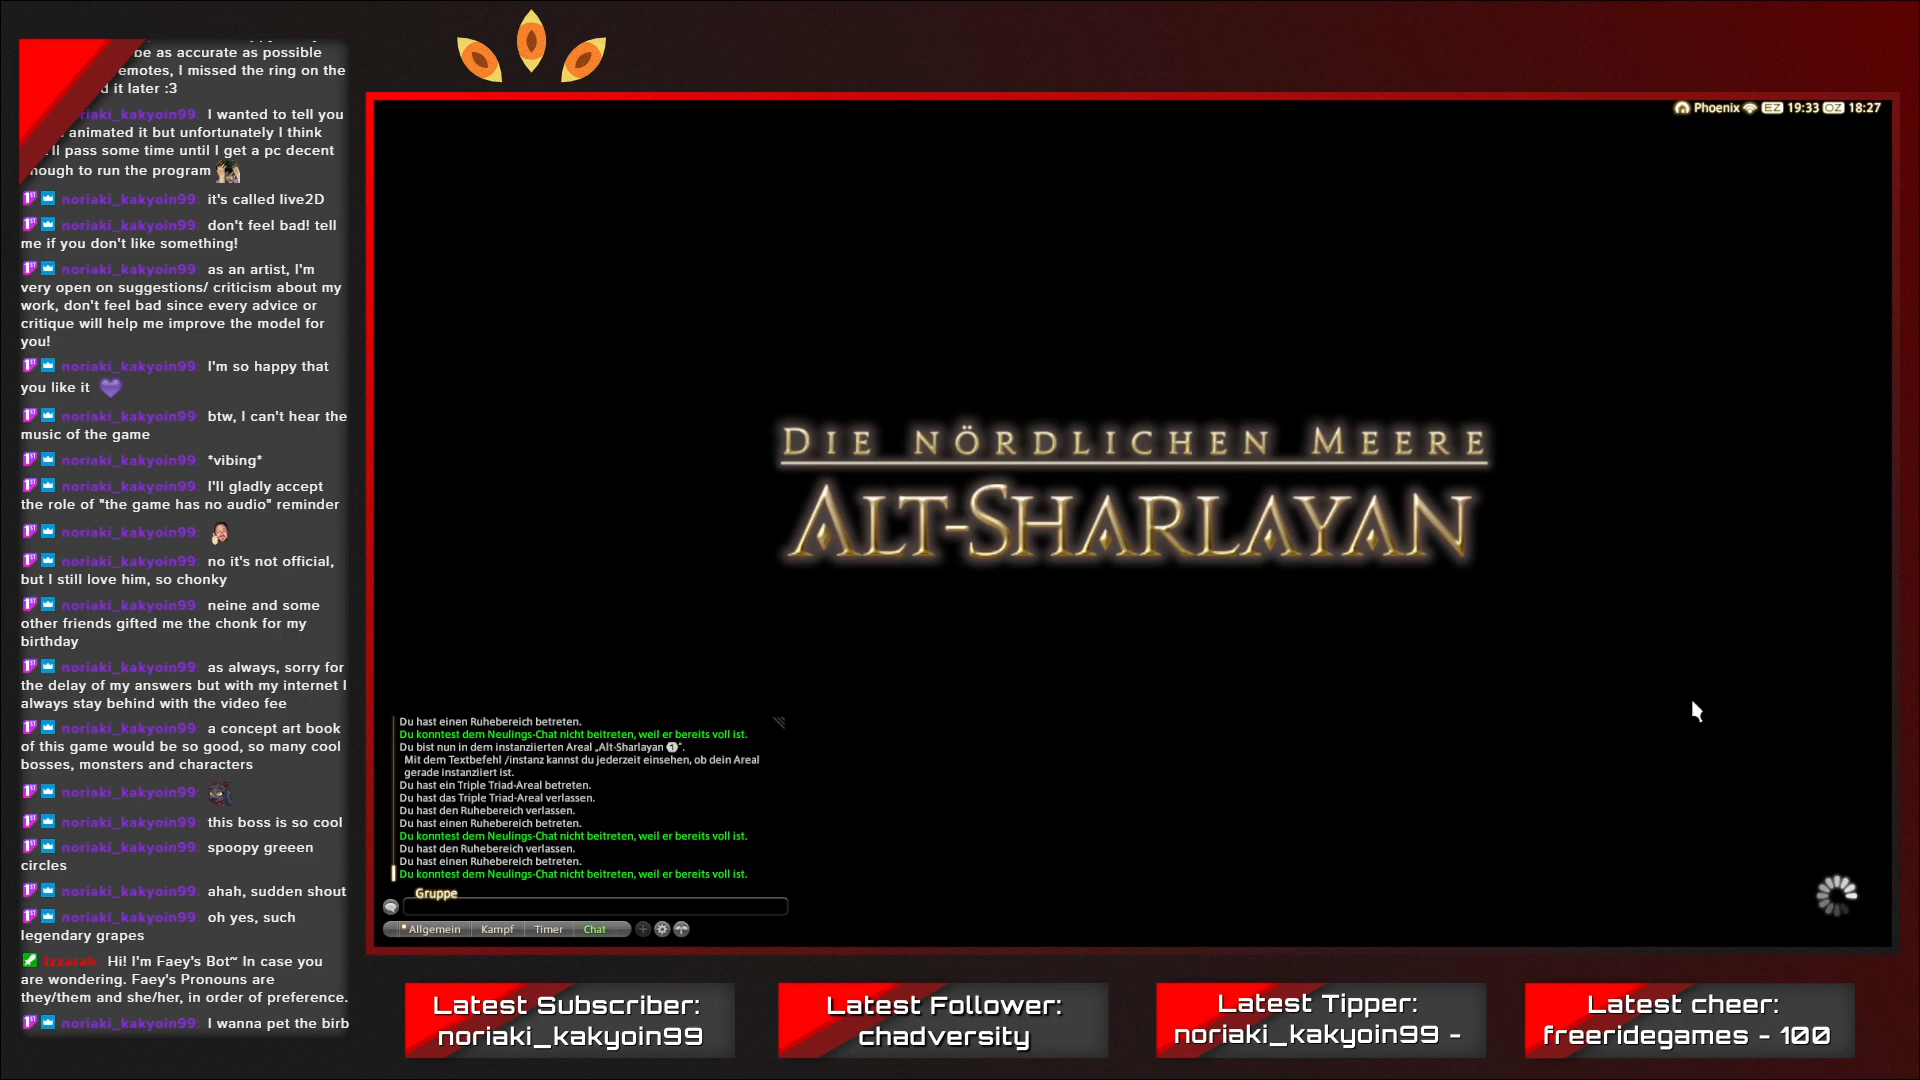 be as accurate as possible
emotes, I missed the ring on the
d it later :3
noriaki_kakyoin99: I wanted to tell you
animated it but unfortunately I think
'll pass some time until I get a pc decent
nough to run the program
noriaki_kakyoin99: it's called live2D
noriaki_kakyoin99: don't feel bad! tell
me if you don't like something!
noriaki_kakyoin99: as an artist, I'm
very open on suggestions/ criticism about my
work, don't feel bad since every advice or
critique will help me improve the model for
you!
noriaki_kakyoin99: I'm so happy that
you like it
noriaki_kakyoin99: btw, I can't hear the
music of the game
noriaki_kakyoin99: *vibing*
noriaki_kakyoin99: I'll gladly accept
the role of "the game has no audio" reminder
noriaki_kakyoin99:
noriaki_kakyoin99: no it's not official,
but I still love him, so chonky
noriaki_kakyoin99: neine and some
other friends gifted me the chonk for my
birthday
noriaki_kakyoin99: as always, sorry for
the delay of my answers but with my internet I
always stay behind with the video fee
noriaki_kakyoin99: a concept art book
of this game would be so good, so many cool
bosses, monsters and characters
noriaki_kakyoin99:
noriaki_kakyoin99: this boss is so cool
noriaki_kakyoin99: spoopy greeen
circles
noriaki_kakyoin99: ahah, sudden shout
noriaki_kakyoin99: oh yes, such
legendary grapes
Izzarah: Hi! I'm Faey's Bot~ In case you
are wondering. Faey's Pronouns are
they/them and she/her, in order of preference.
noriaki_kakyoin99: I wanna pet the birb
Phoenix EZ 19:33 OZ 18:27
DIE NÖRDLICHEN MEERE
ALT-SHARLAYAN
Du hast einen Ruhebereich betreten.
Du konntest dem Neulings-Chat nicht beitreten, weil er bereits voll ist.
Du bist nun in dem instanziierten Areal „Alt-Sharlayan 1“.
Mit dem Textbefehl /instanz kannst du jederzeit einsehen, ob dein Areal
gerade instanziiert ist.
Du hast ein Triple Triad-Areal betreten.
Du hast das Triple Triad-Areal verlassen.
Du hast den Ruhebereich verlassen.
Du hast einen Ruhebereich betreten.
Du konntest dem Neulings-Chat nicht beitreten, weil er bereits voll ist.
Du hast den Ruhebereich verlassen.
Du hast einen Ruhebereich betreten.
Du konntest dem Neulings-Chat nicht beitreten, weil er bereits voll ist.
Gruppe
Allgemein Kampf Timer Chat
Latest Subscriber:
noriaki_kakyoin99
Latest Follower:
chadversity
Latest Tipper:
noriaki_kakyoin99 -
Latest cheer:
freeridegames - 100